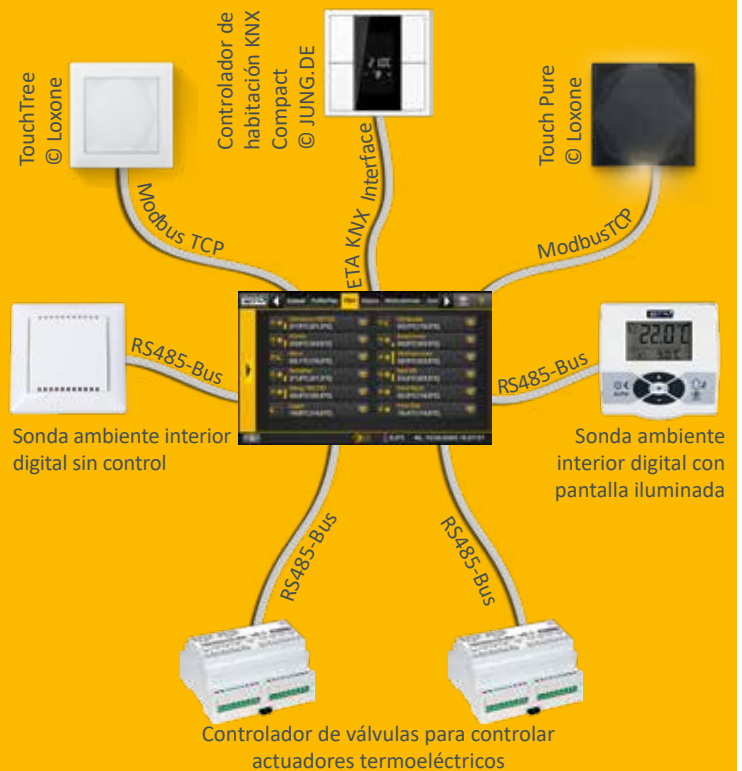 TouchTree
© Loxone
Controlador de
habitación KNX
Compact
© JUNG.DE
Touch Pure
© Loxone
Modbus TCP
ETA KNX Interface
ModbusTCP
RS485-Bus
RS485-Bus
22.0°C
Sonda ambiente interior
digital sin control
Sonda ambiente
interior digital con
pantalla iluminada
RS485-Bus
RS485-Bus
Controlador de válvulas para controlar
actuadores termoeléctricos